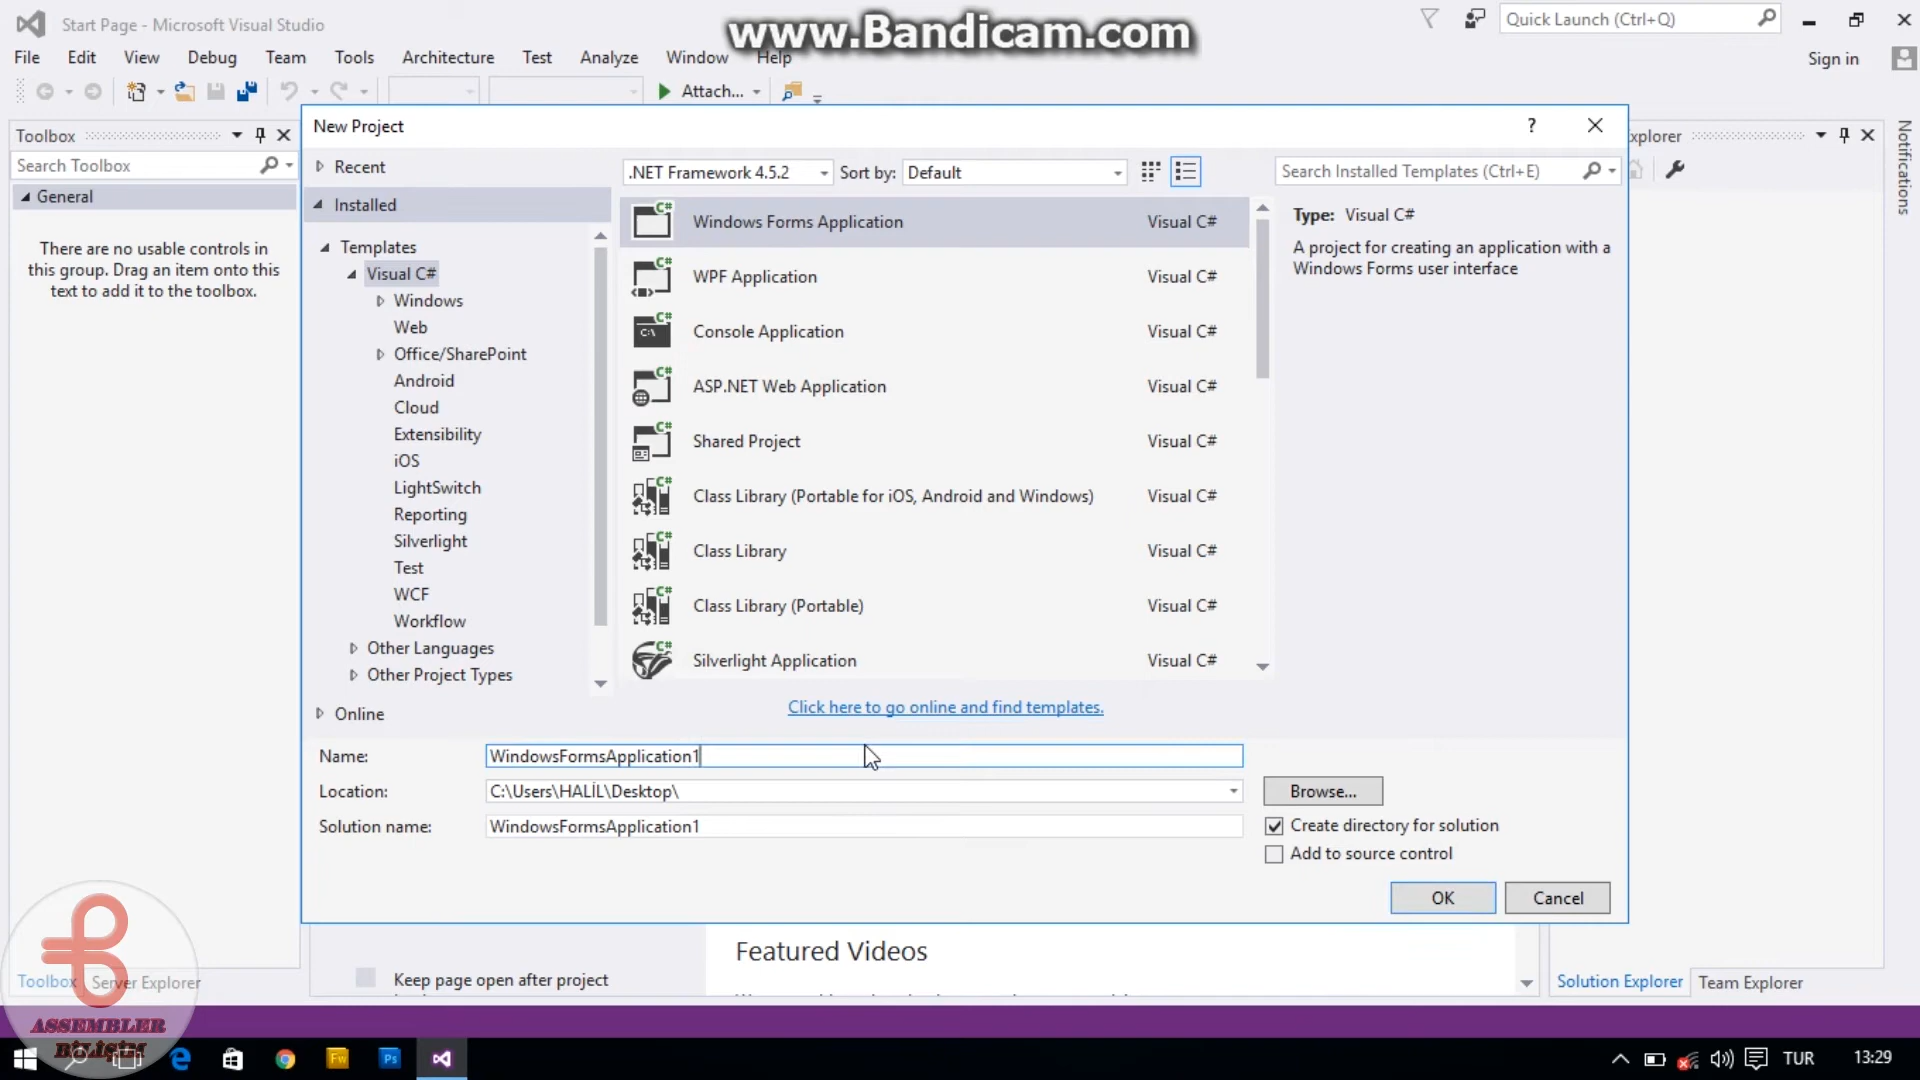 Start Page - Microsoft Visual Studio
www.Bandicam.com
Quick Launch (Ctrl+Q)
File Edit View Debug Team Tools Architecture Test Analyze Window Help
Sign in
Attach...
Toolbox
Search Toolbox
General
There are no usable controls in
this group. Drag an item onto this
text to add it to the toolbox.
New Project
?
Recent
Installed
Templates
Visual C#
Windows
Web
Office/SharePoint
Android
Cloud
Extensibility
iOS
LightSwitch
Reporting
Silverlight
Test
WCF
Workflow
Other Languages
Other Project Types
Online
.NET Framework 4.5.2
Sort by: Default
Search Installed Templates (Ctrl+E)
Windows Forms Application Visual C#
WPF Application Visual C#
Console Application Visual C#
ASP.NET Web Application Visual C#
Shared Project Visual C#
Class Library (Portable for iOS, Android and Windows) Visual C#
Class Library Visual C#
Class Library (Portable) Visual C#
Silverlight Application Visual C#
Click here to go online and find templates.
Type: Visual C#
A project for creating an application with a
Windows Forms user interface
Name: WindowsFormsApplication1
Location: C:\Users\HALİL\Desktop\
Browse...
Solution name: WindowsFormsApplication1
Create directory for solution
Add to source control
OK Cancel
xplorer
Notifications
Featured Videos
Keep page open after project
Toolbox Server Explorer
Solution Explorer Team Explorer
ASSEMBLER
BİLİŞİM
Fw
Ps
TUR
13:29